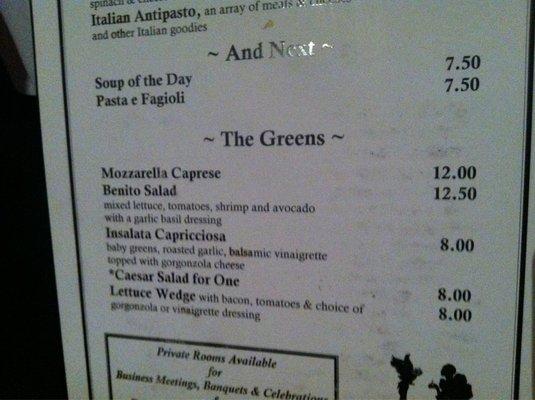 spinach &
Italian Antipasto, an array of meats & cheeses
and other Italian goodies
~ And Next ~
Soup of the Day 7.50
Pasta e Fagioli 7.50
~ The Greens ~
Mozzarella Caprese 12.00
Benito Salad 12.50
mixed lettuce, tomatoes, shrimp and avocado
with a garlic basil dressing
Insalata Capricciosa 8.00
baby greens, roasted garlic, balsamic vinaigrette
topped with gorgonzola cheese
*Caesar Salad for One 8.00
Lettuce Wedge with bacon, tomatoes & choice of 8.00
gorgonzola or vinaigrette dressing
Private Rooms Available
for
Business Meetings, Banquets & Celebrations